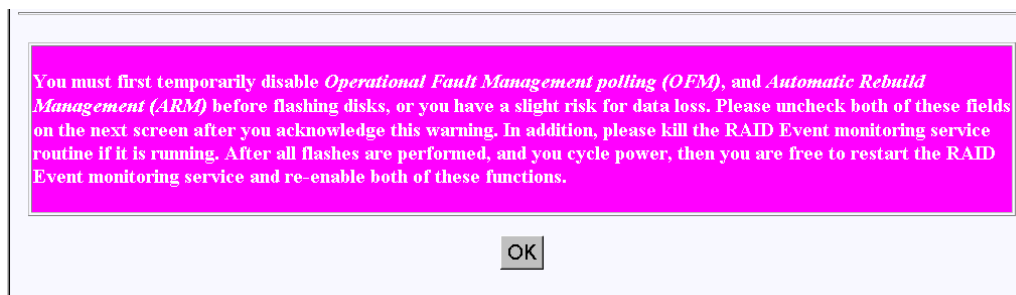 You must first temporarily disable Operational Fault Management polling (OFM), and Automatic Rebuild
Management (ARM) before flashing disks, or you have a slight risk for data loss. Please uncheck both of these fields
on the next screen after you acknowledge this warning. In addition, please kill the RAID Event monitoring service
routine if it is running. After all flashes are performed, and you cycle power, then you are free to restart the RAID
Event monitoring service and re-enable both of these functions.
OK